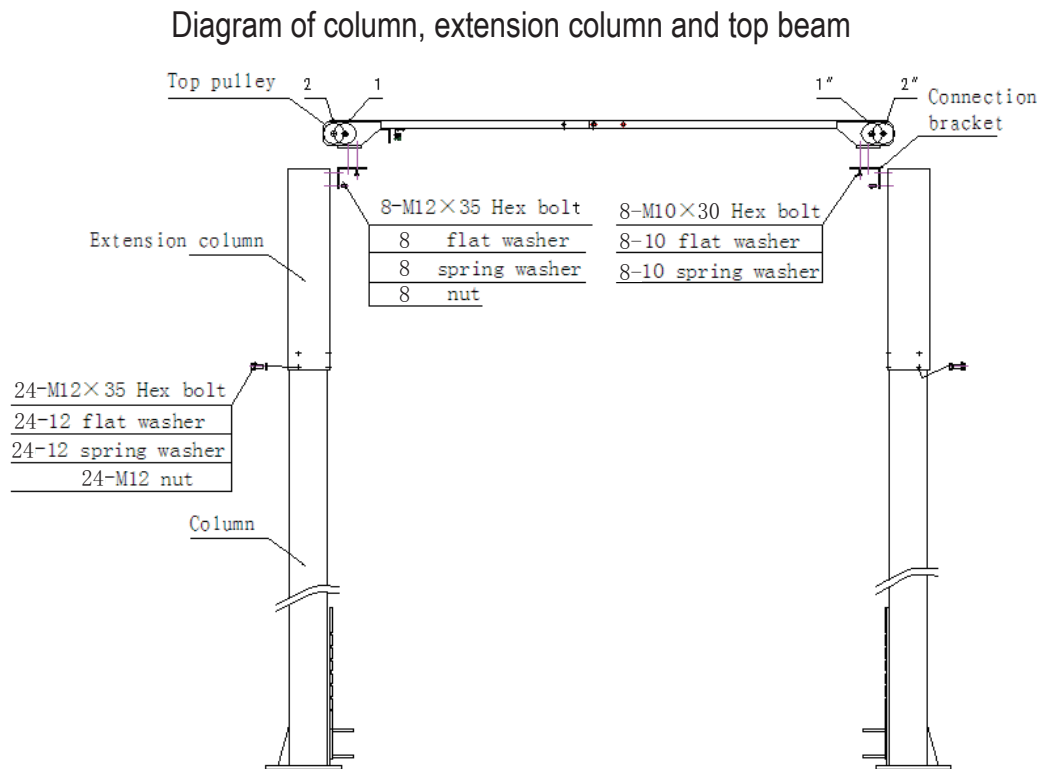 Diagram of column, extension column and top beam
Top pulley
2
1
1″
2″
Connection
bracket
8-M12×35 Hex bolt
8 flat washer
8 spring washer
8 nut
8-M10×30 Hex bolt
8-10 flat washer
8-10 spring washer
Extension column
24-M12×35 Hex bolt
24-12 flat washer
24-12 spring washer
24-M12 nut
Column